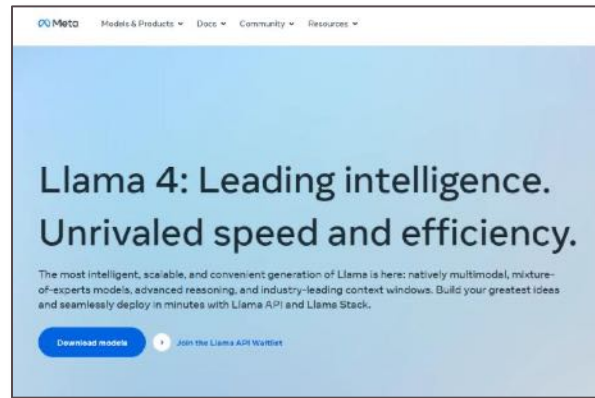 Meta Models & Products Docs Community Resources
Llama 4: Leading intelligence.
Unrivaled speed and efficiency.
The most intelligent, scalable, and convenient generation of Llama is here: natively multimodal, mixture-
of-experts models, advanced reasoning, and industry-leading context windows. Build your greatest ideas
and seamlessly deploy in minutes with Llama API and Llama Stack.
Download models Join the Llama API Waitlist